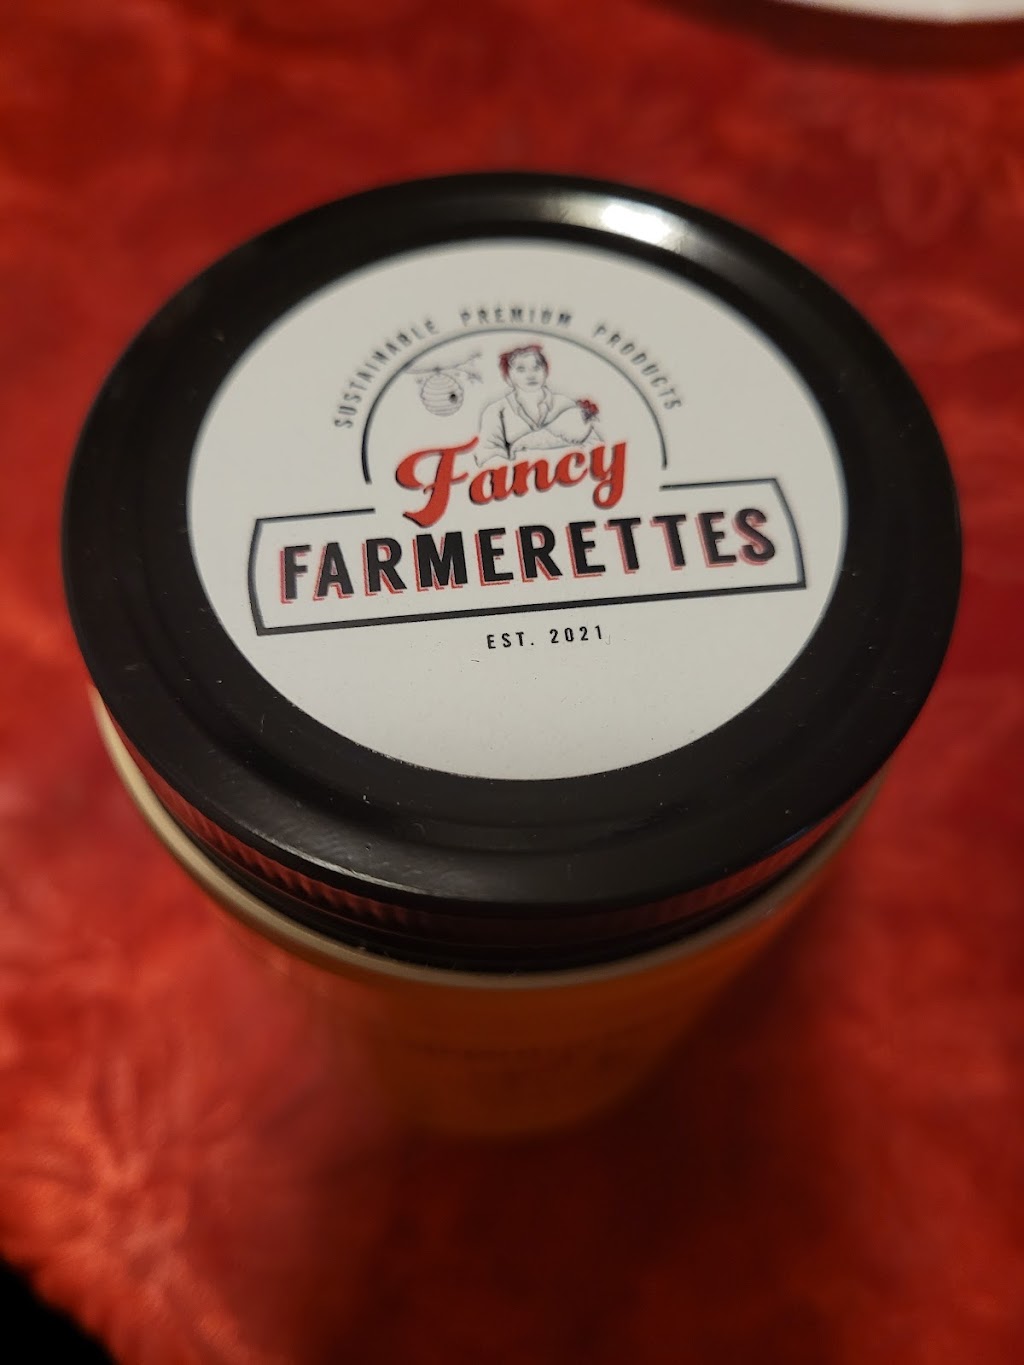 SUSTAINABLE PREMIUM PRODUCTS
Fancy
FARMERETTES
EST. 2021